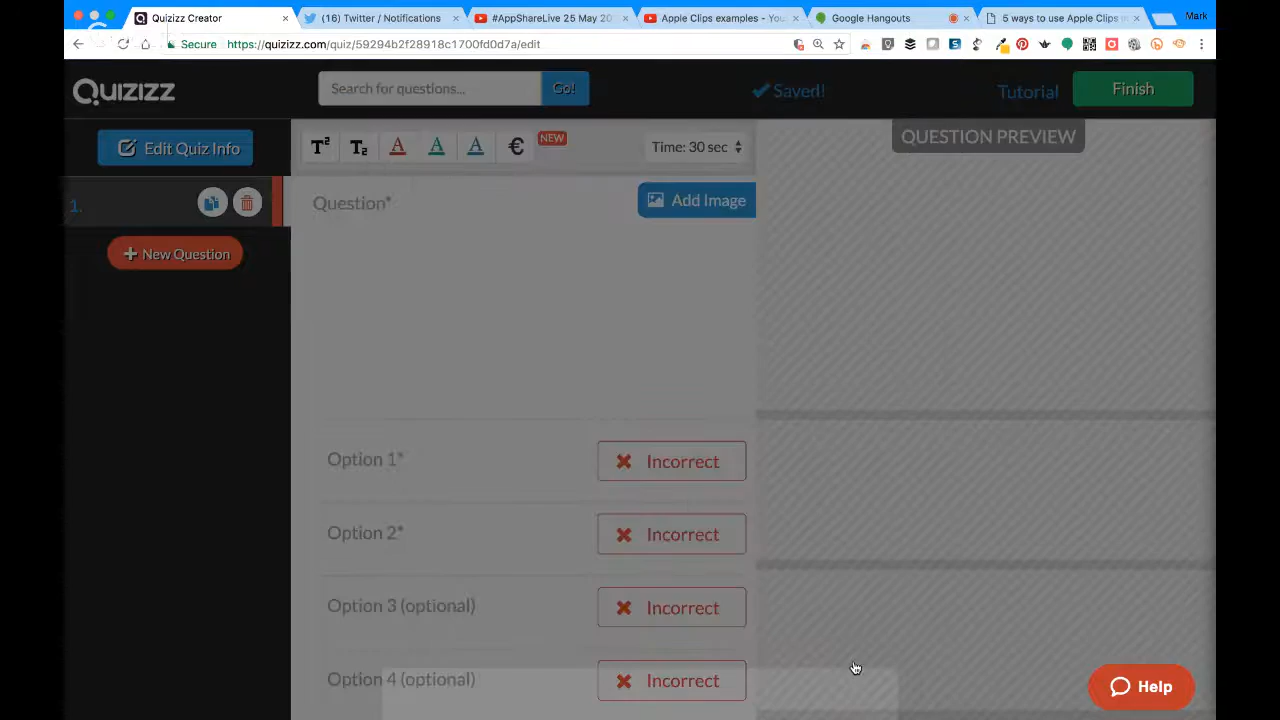 Quizizz Creator
(16) Twitter / Notifications
#AppShareLive 25 May 20
Apple Clips examples - You
Google Hangouts
5 ways to use Apple Clips w
Mark
Secure
https://quizizz.com/quiz/59294b2f28918c1700fd0d7a/edit
Quizizz
Search for questions...
Go!
Saved!
Tutorial
Finish
Edit Quiz Info
T²
T₂
A
A
A
€
NEW
Time: 30 sec
QUESTION PREVIEW
1.
Question*
Add Image
New Question
Option 1*
Incorrect
Option 2*
Incorrect
Option 3 (optional)
Incorrect
Option 4 (optional)
Incorrect
Help